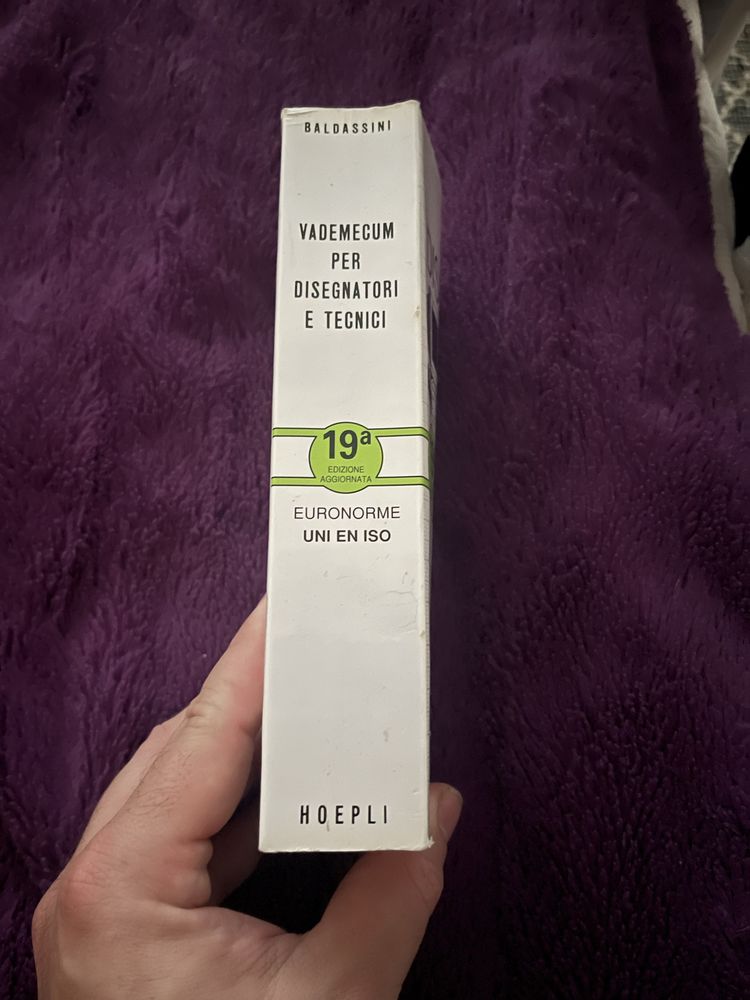 BALDASSINI
VADEMECUM
PER
DISEGNATORI
E TECNICI
19ª
EDIZIONE
AGGIORNATA
EURONORME
UNI EN ISO
HOEPLI